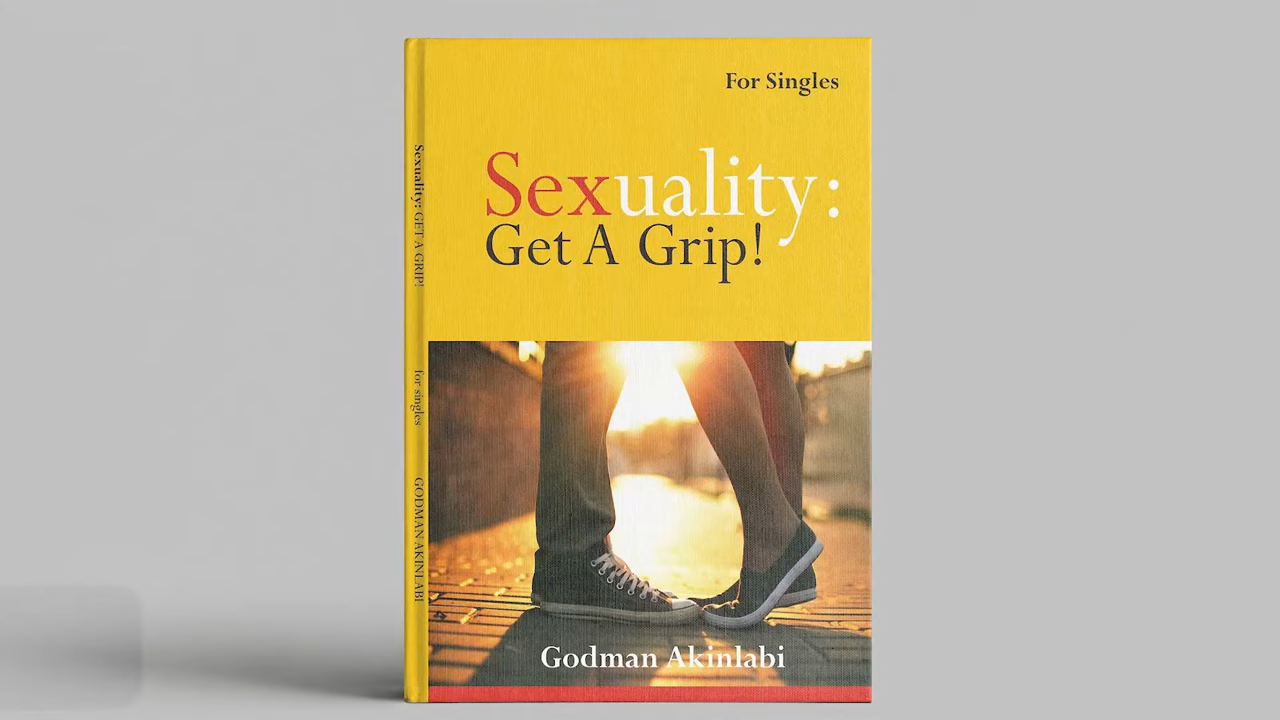 For Singles
Sexuality:
Get A Grip!
Godman Akinlabi
Sexuality: GET A GRIP!
for singles
GODMAN AKINLABI